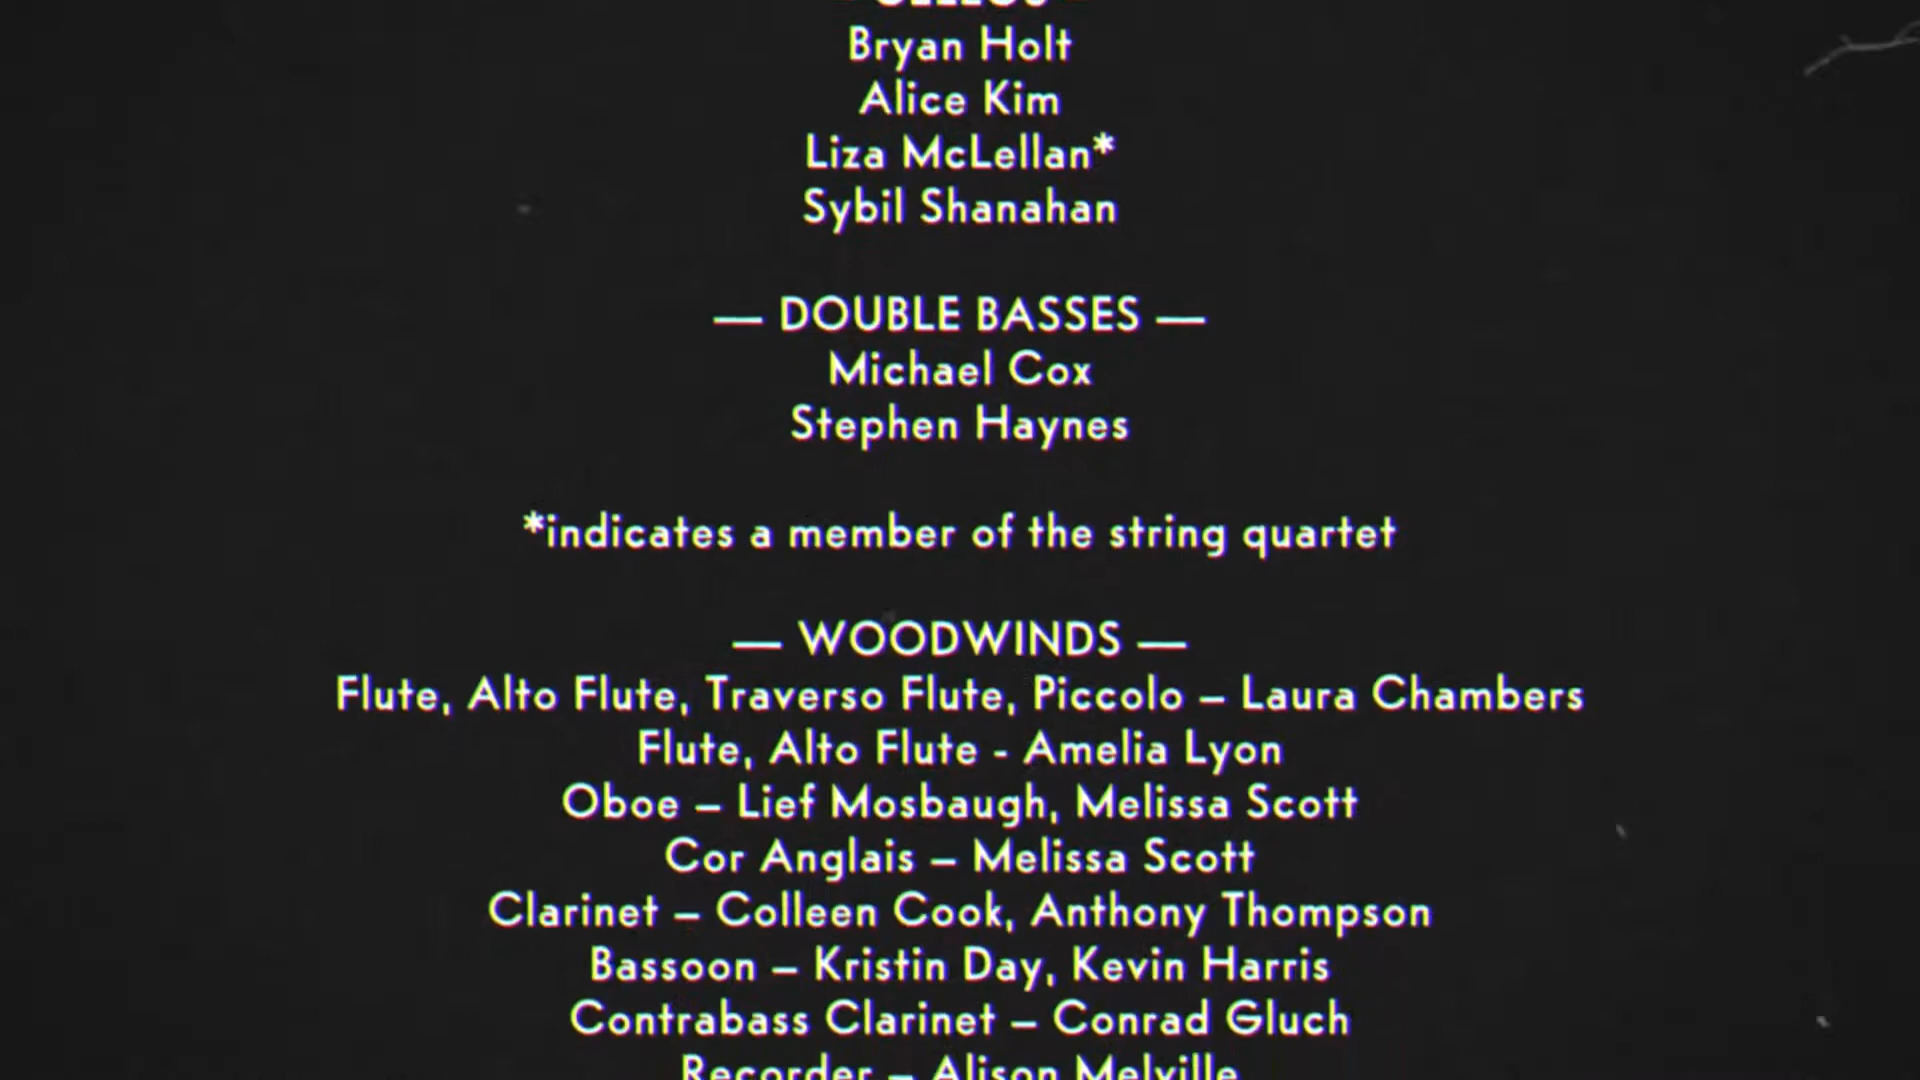 Bryan Holt
Alice Kim
Liza McLellan*
Sybil Shanahan
— DOUBLE BASSES —
Michael Cox
Stephen Haynes
*indicates a member of the string quartet
— WOODWINDS —
Flute, Alto Flute, Traverso Flute, Piccolo – Laura Chambers
Flute, Alto Flute - Amelia Lyon
Oboe – Lief Mosbaugh, Melissa Scott
Cor Anglais – Melissa Scott
Clarinet – Colleen Cook, Anthony Thompson
Bassoon – Kristin Day, Kevin Harris
Contrabass Clarinet – Conrad Gluch
Recorder – Alison Melville